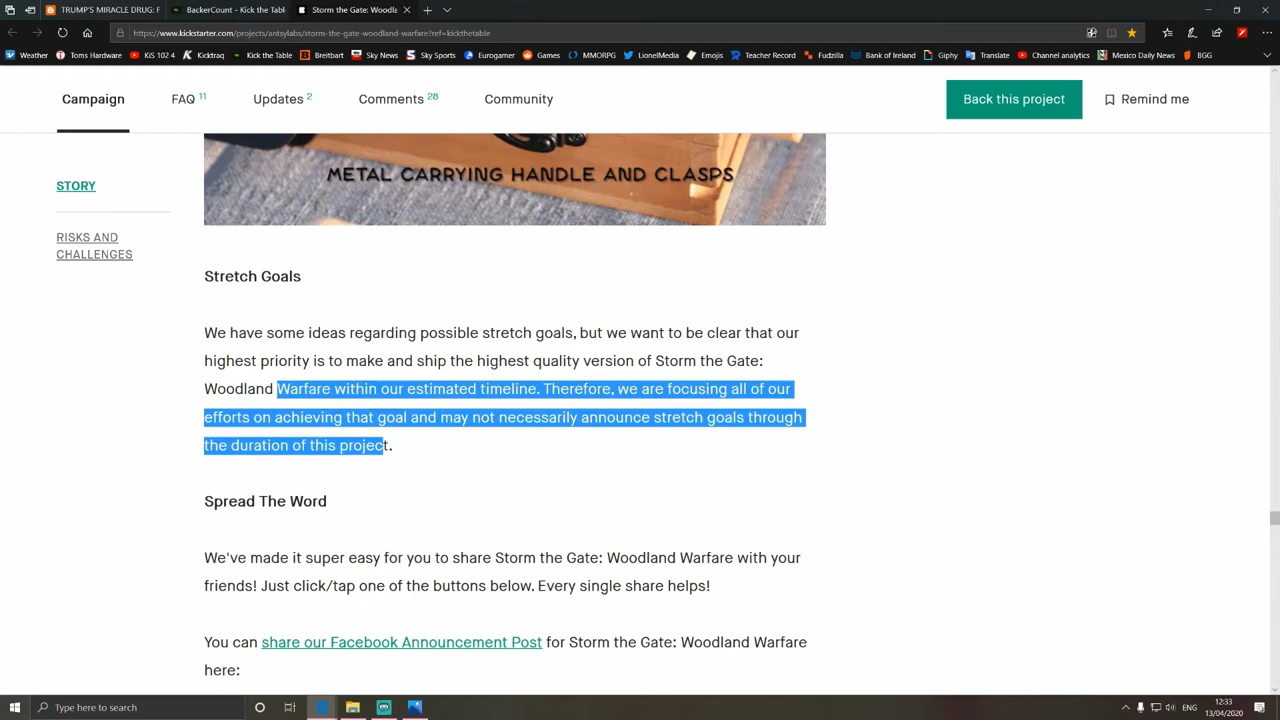 TRUMP'S MIRACLE DRUG: F
BackerCount - Kick the Tabl
Storm the Gate: Woodla
https://www.kickstarter.com/projects/antsylabs/storm-the-gate-woodland-warfare?ref=kickthetable
Weather Toms Hardware KiS 102 4 Kicktraq Kick the Table Breitbart Sky News Sky Sports Eurogamer Games MMORPG LionelMedia Emojis Teacher Record Fudzilla Bank of Ireland Giphy Translate Channel analytics Mexico Daily News BGG
Campaign FAQ 11 Updates 2 Comments 28 Community Back this project Remind me
METAL CARRYING HANDLE AND CLASPS
STORY
RISKS AND
CHALLENGES
Stretch Goals
We have some ideas regarding possible stretch goals, but we want to be clear that our
highest priority is to make and ship the highest quality version of Storm the Gate:
Woodland Warfare within our estimated timeline. Therefore, we are focusing all of our
efforts on achieving that goal and may not necessarily announce stretch goals through
the duration of this project.
Spread The Word
We've made it super easy for you to share Storm the Gate: Woodland Warfare with your
friends! Just click/tap one of the buttons below. Every single share helps!
You can share our Facebook Announcement Post for Storm the Gate: Woodland Warfare
here:
Type here to search
ENG
12:33
13/04/2020